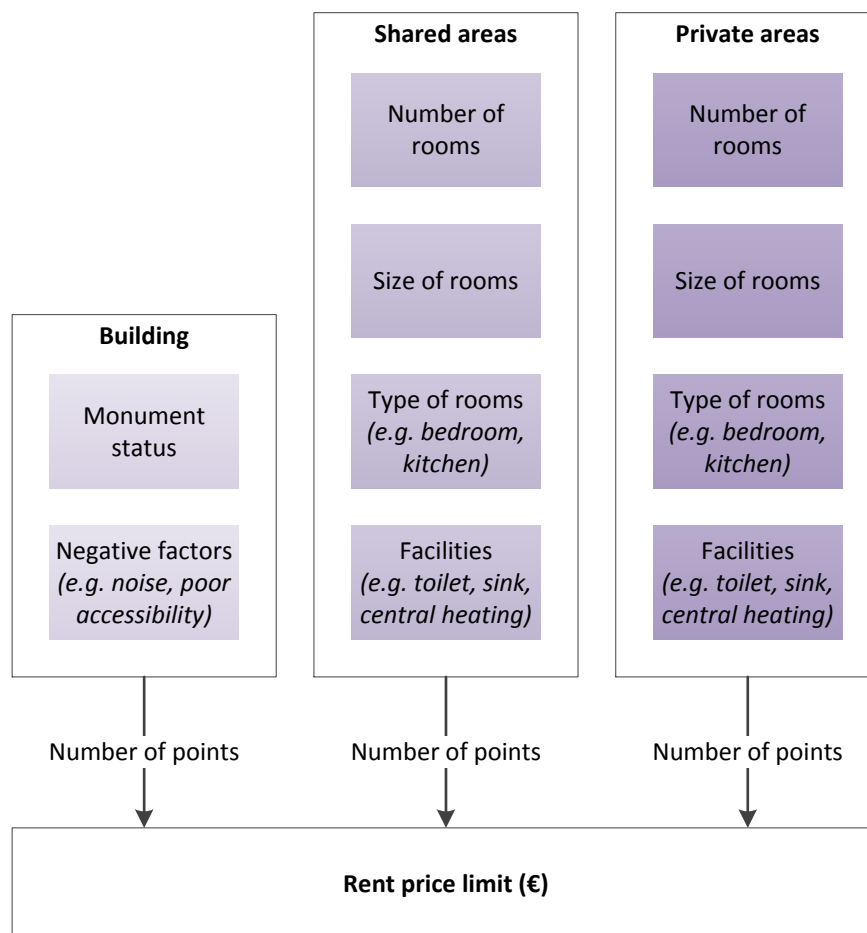 Shared areas
Number of
rooms
Size of rooms
Type of rooms
(e.g. bedroom,
kitchen)
Facilities
(e.g. toilet, sink,
central heating)
Private areas
Number of
rooms
Size of rooms
Type of rooms
(e.g. bedroom,
kitchen)
Facilities
(e.g. toilet, sink,
central heating)
Building
Monument
status
Negative factors
(e.g. noise, poor
accessibility)
Number of points
Number of points
Number of points
Rent price limit (€)